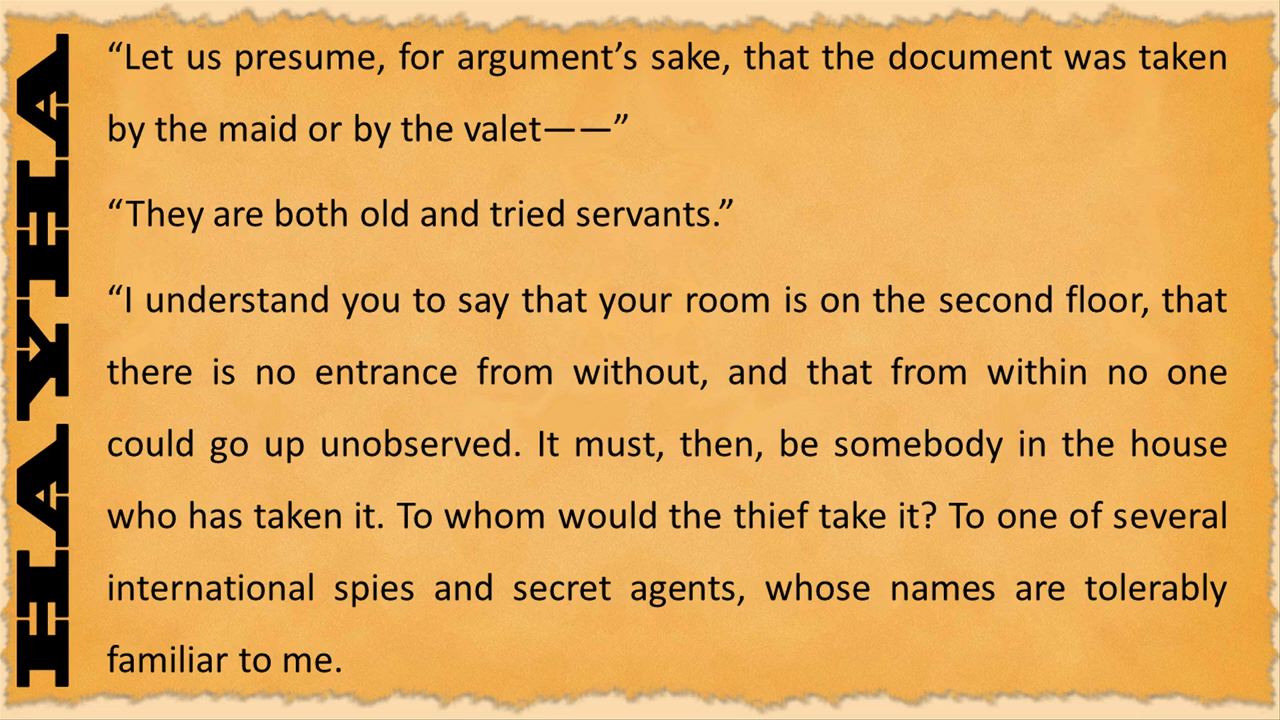 HAYHA
“Let us presume, for argument’s sake, that the document was taken
by the maid or by the valet——”
“They are both old and tried servants.”
“I understand you to say that your room is on the second floor, that
there is no entrance from without, and that from within no one
could go up unobserved. It must, then, be somebody in the house
who has taken it. To whom would the thief take it? To one of several
international spies and secret agents, whose names are tolerably
familiar to me.